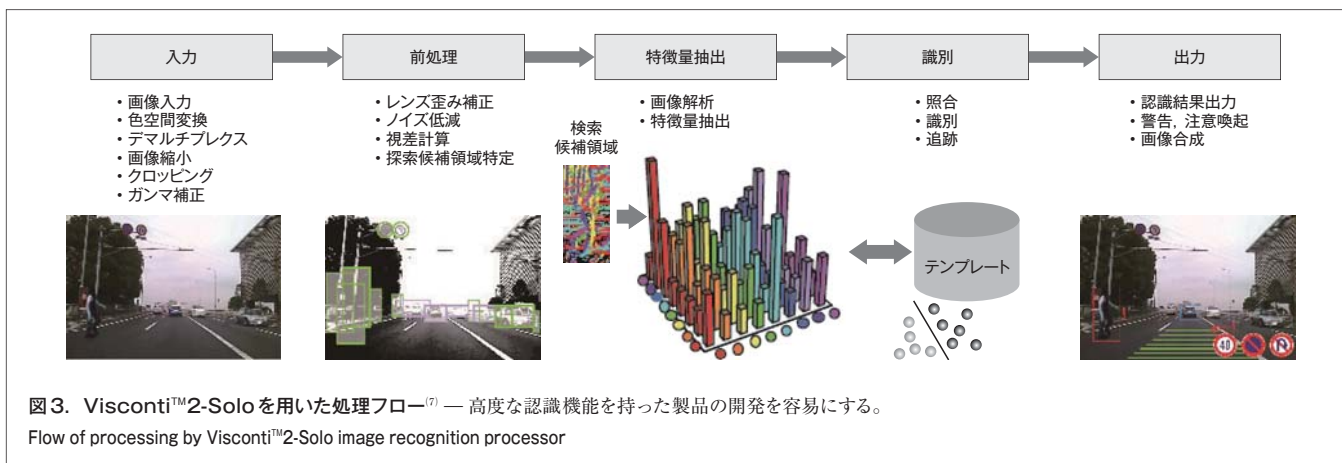 入力
前処理
特徴量抽出
識別
出力
・画像入力
・色空間変換
・デマルチプレクス
・画像縮小
・クロッピング
・ガンマ補正
・レンズ歪み補正
・ノイズ低減
・視差計算
・探索候補領域特定
・画像解析
・特徴量抽出
検索
候補領域
・照合
・識別
・追跡
テンプレート
・認識結果出力
・警告，注意喚起
・画像合成
40
図3．Visconti™2-Soloを用いた処理フロー(7) — 高度な認識機能を持った製品の開発を容易にする。
Flow of processing by Visconti™2-Solo image recognition processor